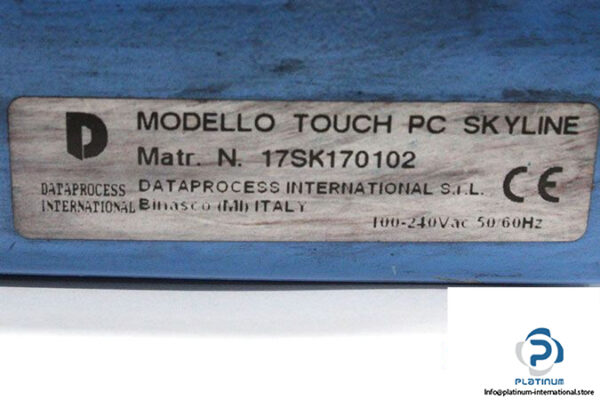 D MODELLO TOUCH PC SKYLINE
Matr. N. 17SK170102
DATAPROCESS INTERNATIONAL
DATAPROCESS INTERNATIONAL S.r.L.
Binasco (MI) ITALY
CE
100-240Vac 50/60Hz
P
PLATINUM
Info@platinum-international.store